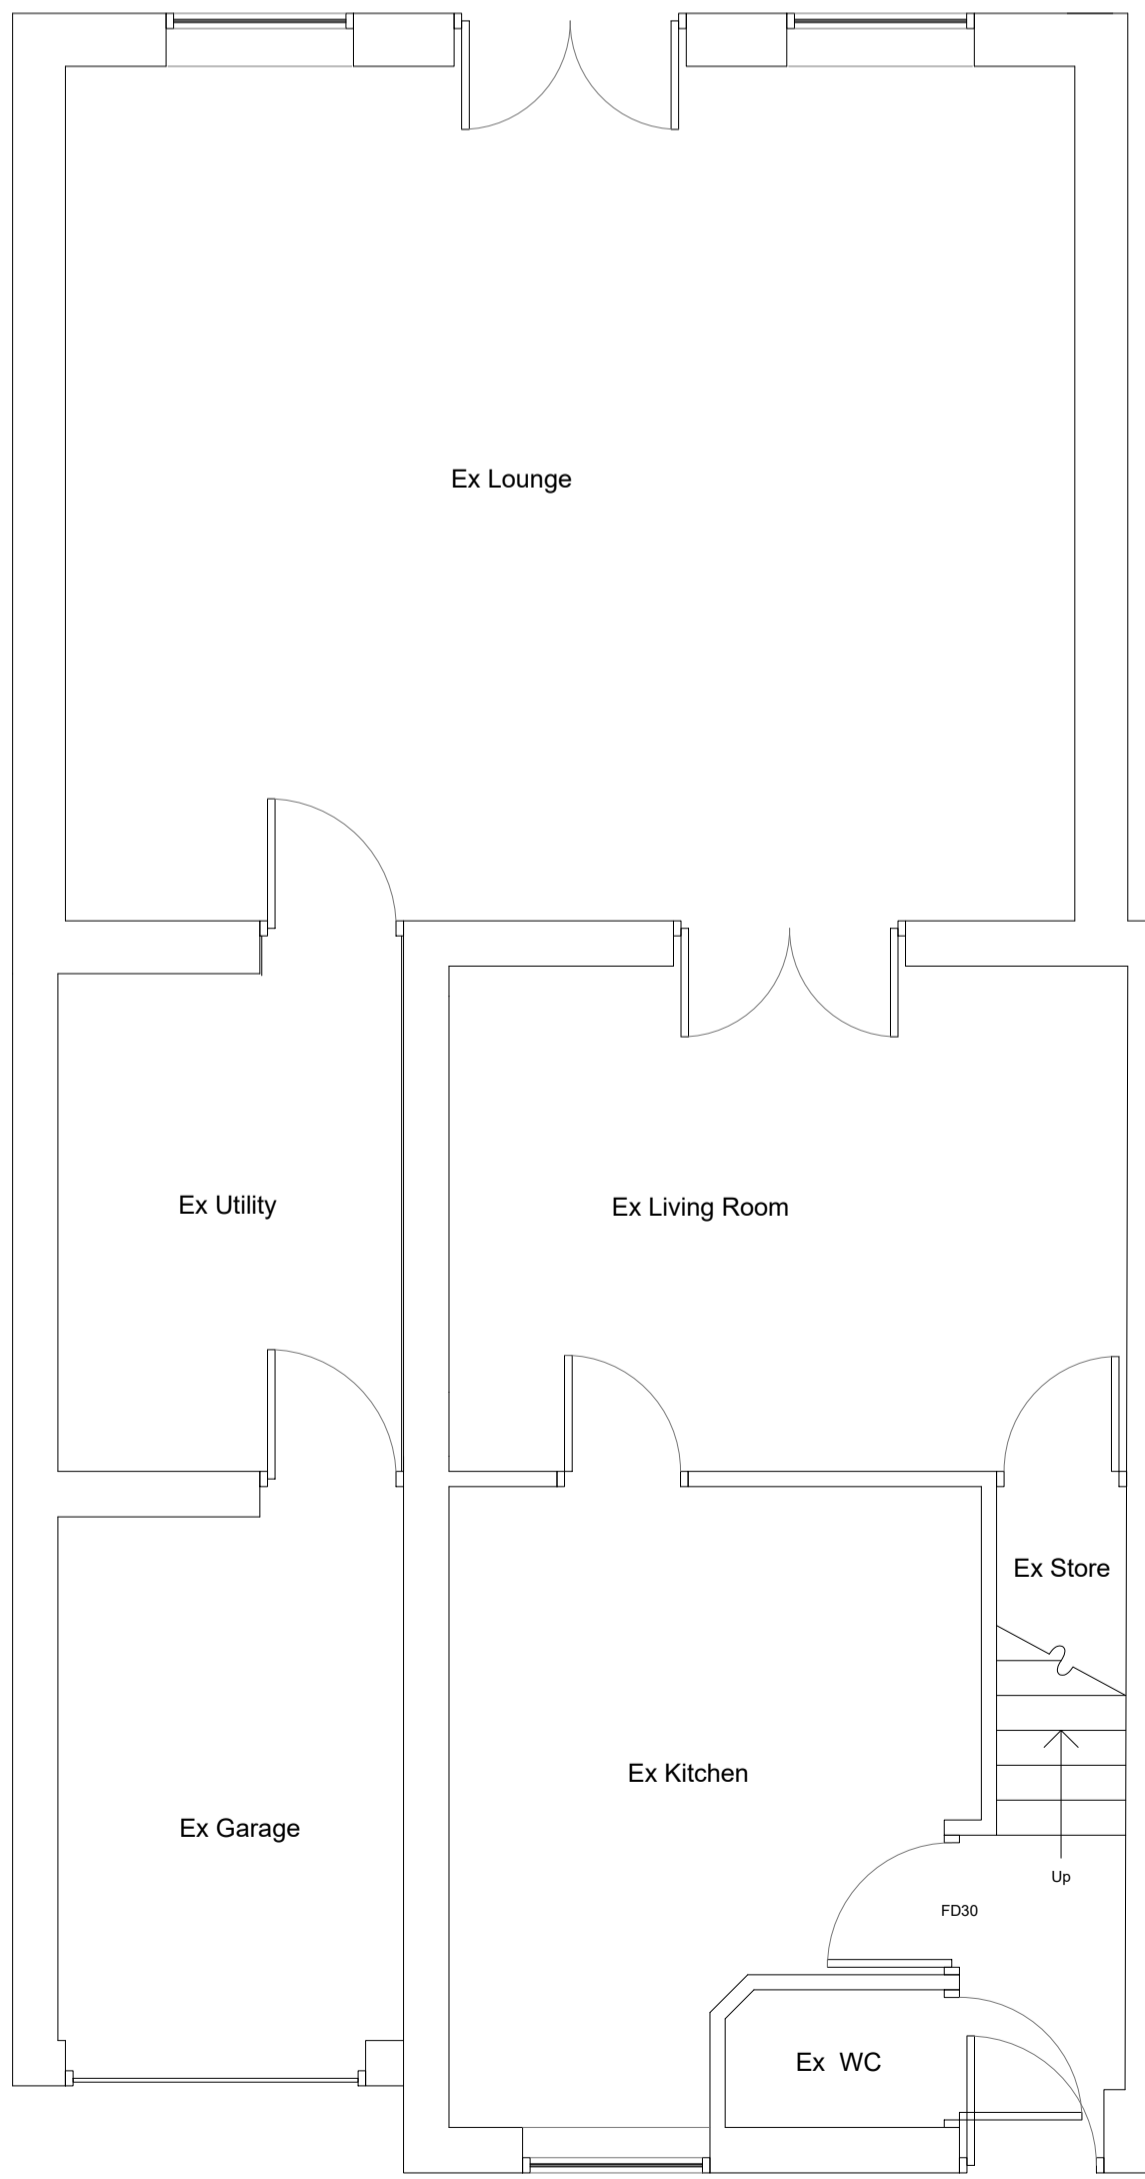 Ex Lounge
Ex Utility
Ex Living Room
Ex Store
Ex Kitchen
Ex Garage
Up
FD30
Ex WC